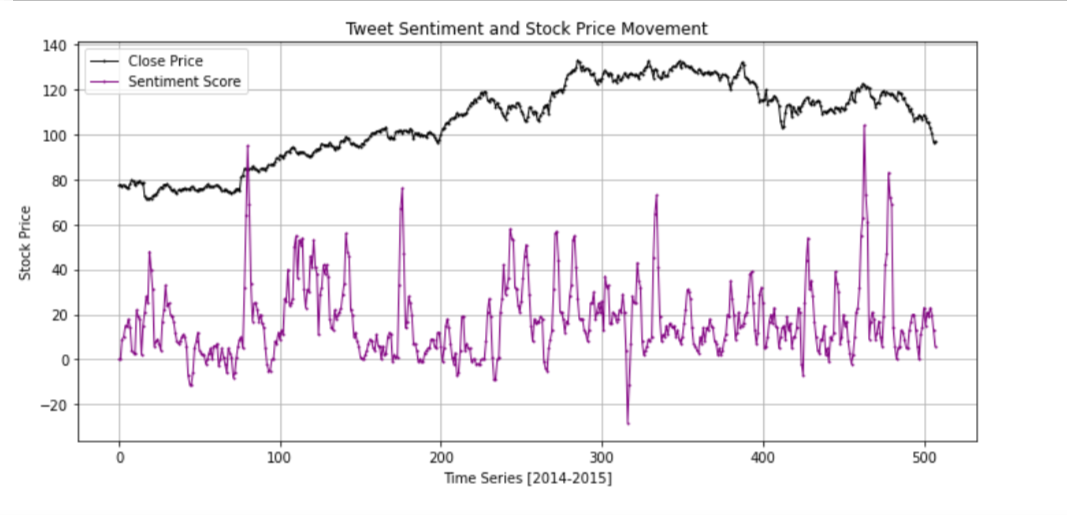 Tweet Sentiment and Stock Price Movement
Close Price
Sentiment Score
140
120
100
80
60
40
20
0
−20
Stock Price
0 100 200 300 400 500
Time Series [2014-2015]